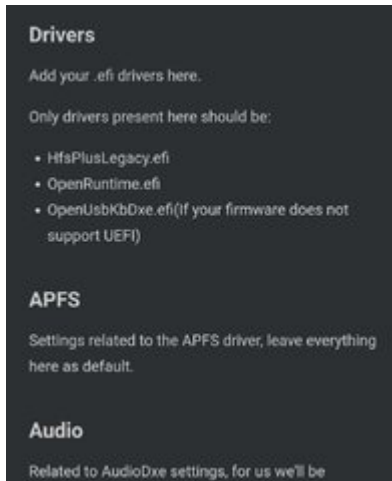 Drivers
Add your .efi drivers here.
Only drivers present here should be:
• HfsPlusLegacy.efi
• OpenRuntime.efi
• OpenUsbKbDxe.efi(If your firmware does not
support UEFI)
APFS
Settings related to the APFS driver, leave everything
here as default.
Audio
Related to AudioDxe settings, for us we'll be